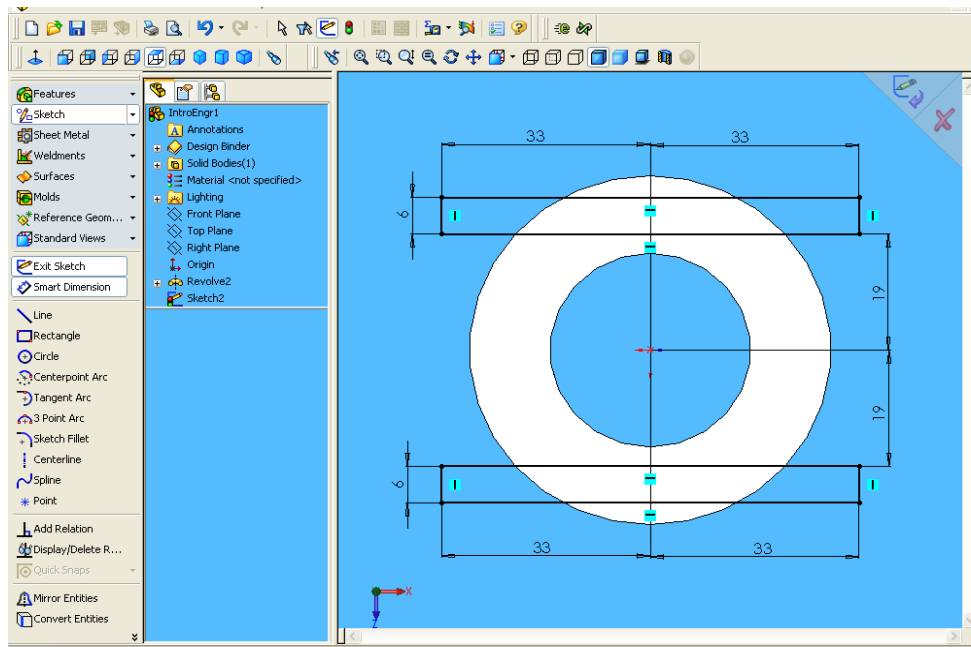 Features
Sketch
Sheet Metal
Weldments
Surfaces
Molds
Reference Geom...
Standard Views
Exit Sketch
Smart Dimension
Line
Rectangle
Circle
Centerpoint Arc
Tangent Arc
3 Point Arc
Sketch Fillet
Centerline
Spline
Point
Add Relation
Display/Delete R...
Quick Snaps
Mirror Entities
Convert Entities
IntroEngr1
Annotations
Design Binder
Solid Bodies(1)
Material <not specified>
Lighting
Front Plane
Top Plane
Right Plane
Origin
Revolve2
Sketch2
33
33
6
19
19
6
33
33
X
Z